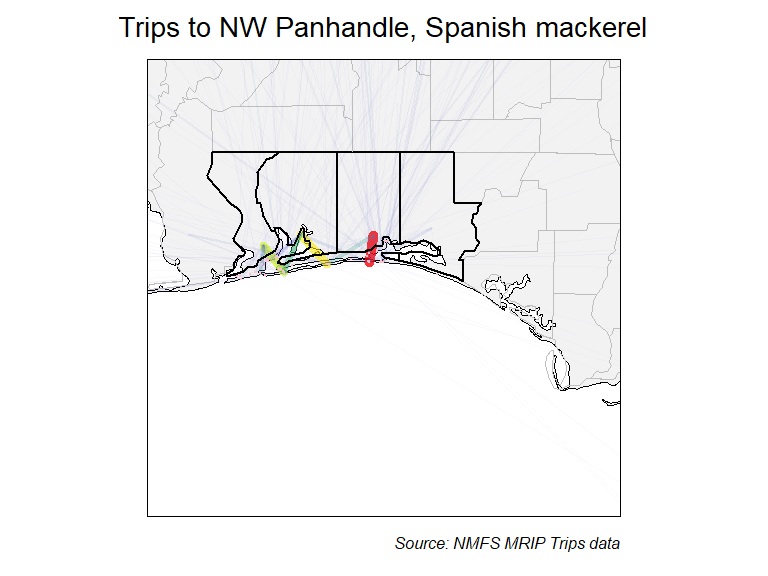 Trips to NW Panhandle, Spanish mackerel
Source: NMFS MRIP Trips data